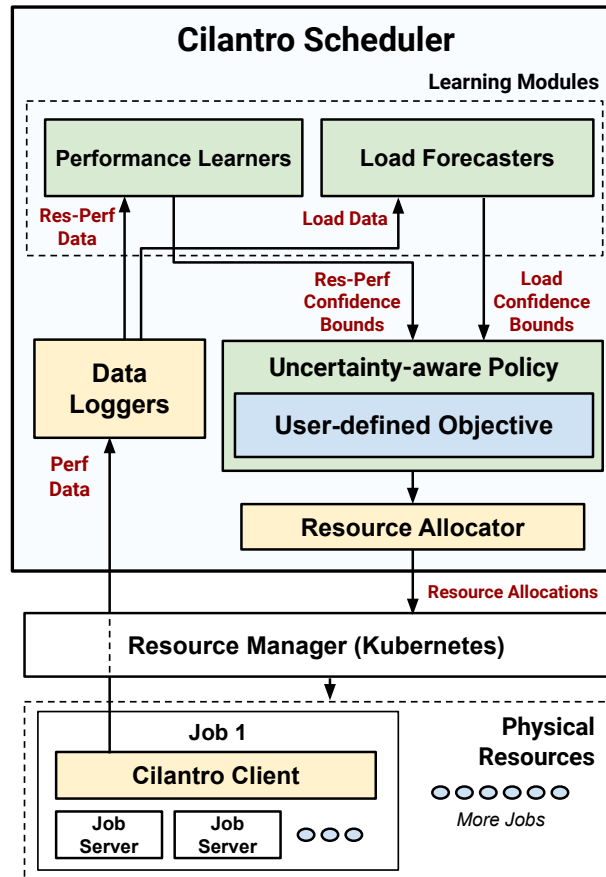 Cilantro Scheduler
Learning Modules
Performance Learners
Load Forecasters
Res-Perf
Data
Load Data
Res-Perf
Confidence
Bounds
Load
Confidence
Bounds
Data
Loggers
Uncertainty-aware Policy
User-defined Objective
Perf
Data
Resource Allocator
Resource Allocations
Resource Manager (Kubernetes)
Job 1
Cilantro Client
Job
Server
Job
Server
Physical
Resources
More Jobs